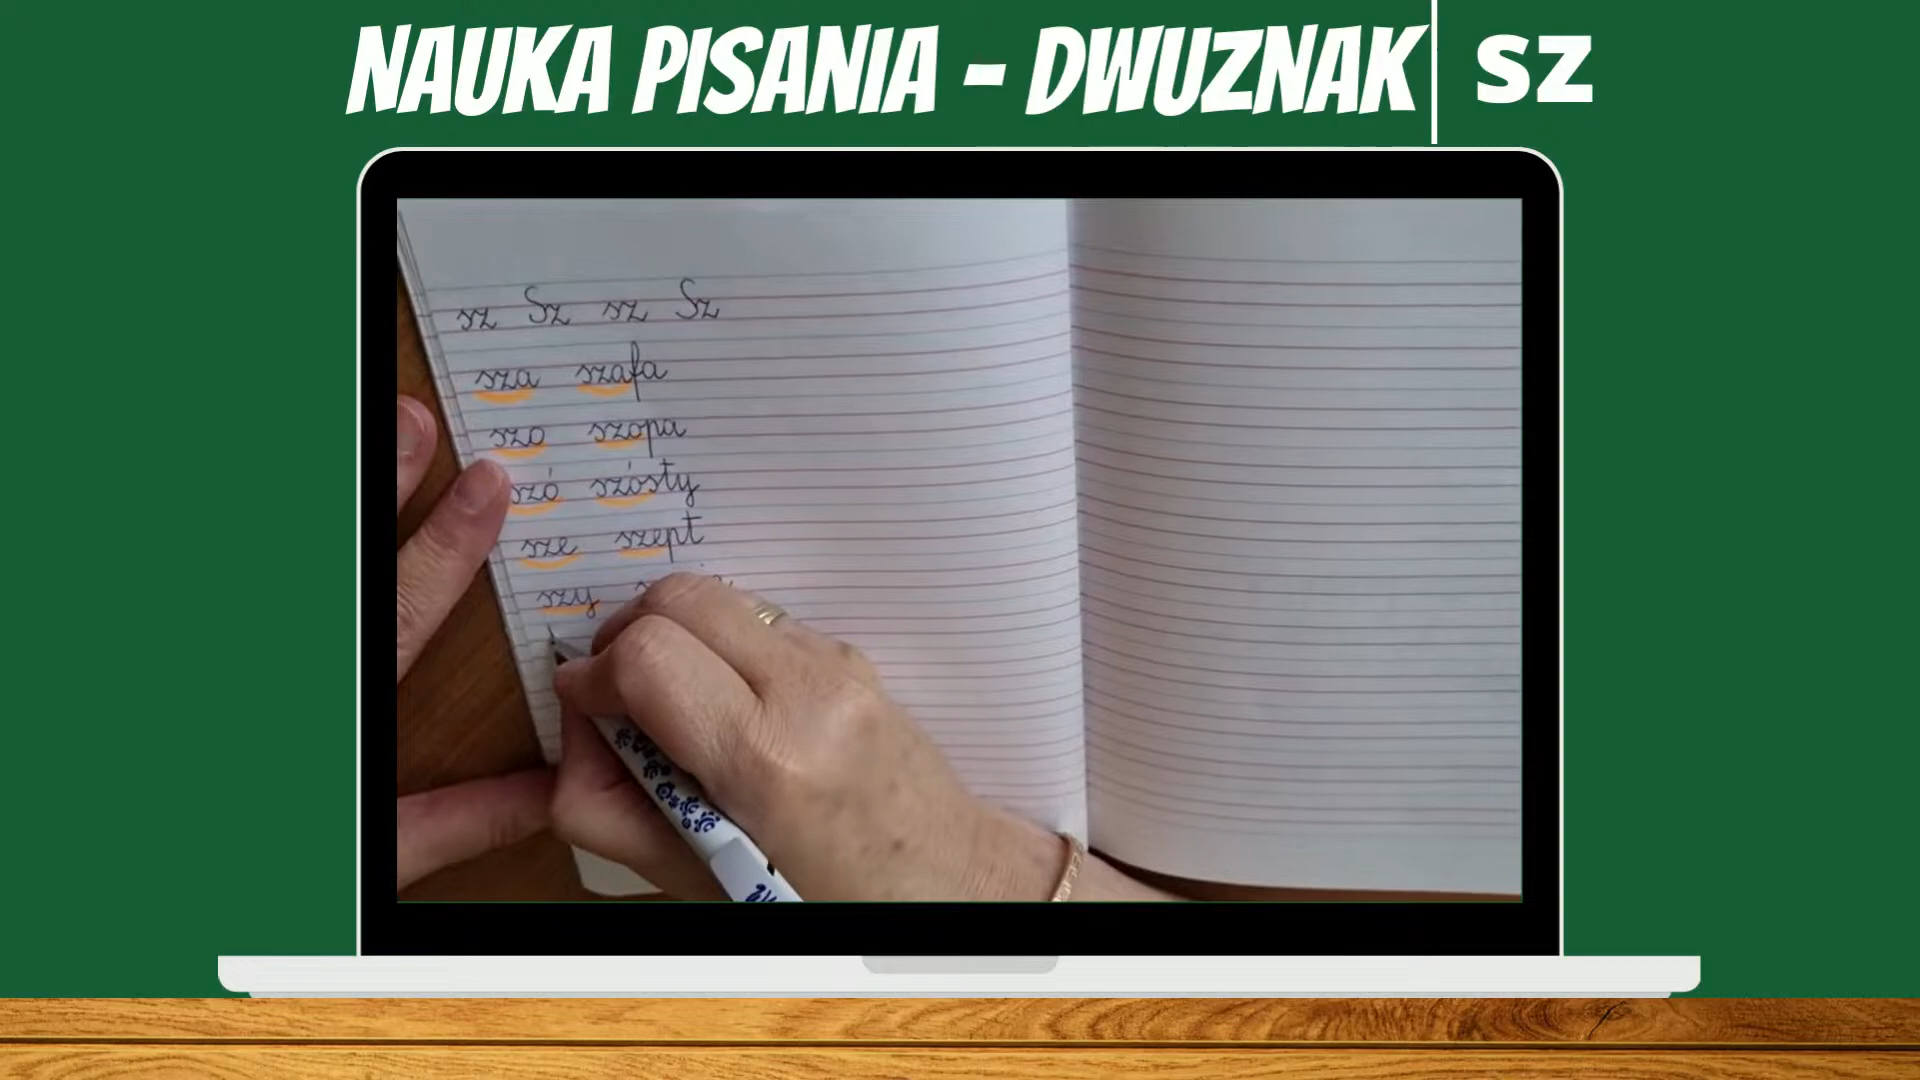 NAUKA PISANIA - DWUZNAK sz
sz Sz sz Sz
sza szafa
szo szopa
szó szósty
sze szept
szy